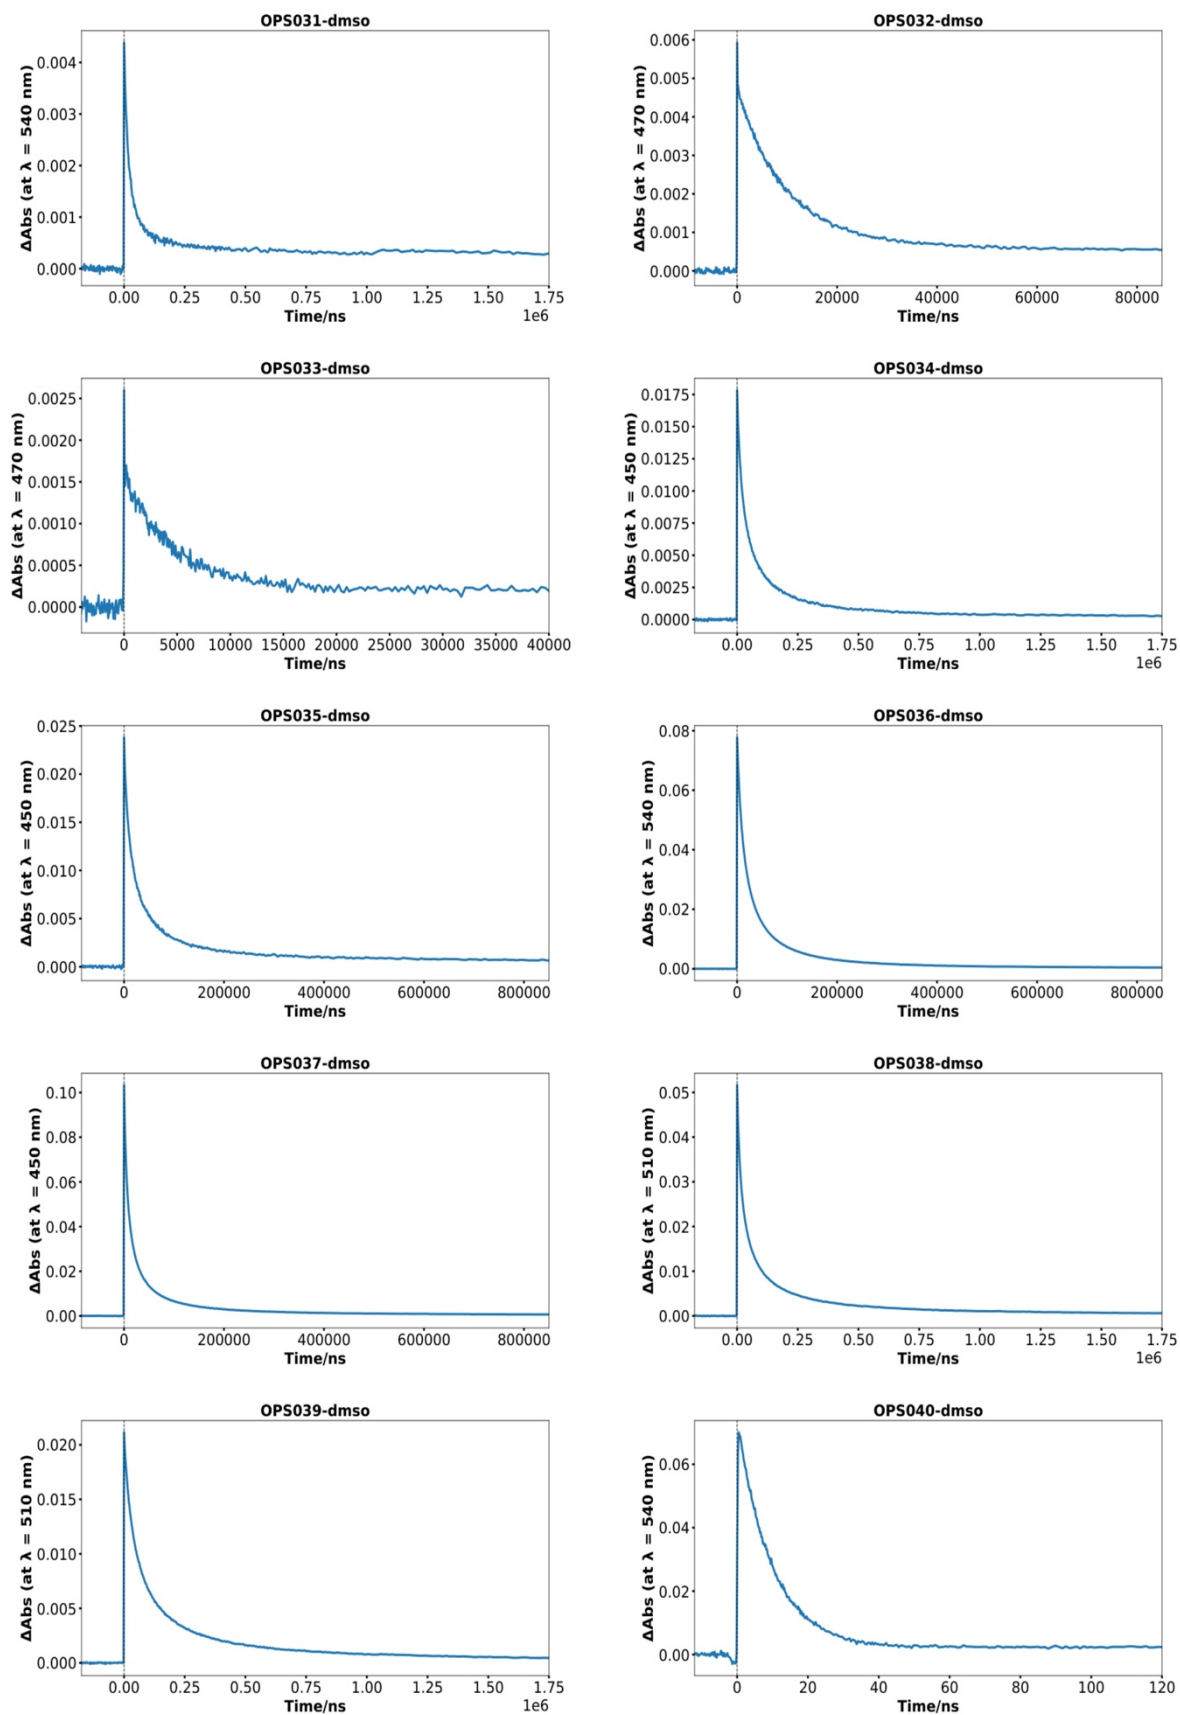 OPS031-dmso
ΔAbs (at λ = 540 nm)
0.004
0.003
0.002
0.001
0.000
0.00 0.25 0.50 0.75 1.00 1.25 1.50 1.75
1e6
Time/ns
OPS032-dmso
ΔAbs (at λ = 470 nm)
0.006
0.005
0.004
0.003
0.002
0.001
0.000
0 20000 40000 60000 80000
Time/ns
OPS033-dmso
ΔAbs (at λ = 470 nm)
0.0025
0.0020
0.0015
0.0010
0.0005
0.0000
0 5000 10000 15000 20000 25000 30000 35000 40000
Time/ns
OPS034-dmso
ΔAbs (at λ = 450 nm)
0.0175
0.0150
0.0125
0.0100
0.0075
0.0050
0.0025
0.0000
0.00 0.25 0.50 0.75 1.00 1.25 1.50 1.75
1e6
Time/ns
OPS035-dmso
ΔAbs (at λ = 450 nm)
0.025
0.020
0.015
0.010
0.005
0.000
0 200000 400000 600000 800000
Time/ns
OPS036-dmso
ΔAbs (at λ = 540 nm)
0.08
0.06
0.04
0.02
0.00
0 200000 400000 600000 800000
Time/ns
OPS037-dmso
ΔAbs (at λ = 450 nm)
0.10
0.08
0.06
0.04
0.02
0.00
0 200000 400000 600000 800000
Time/ns
OPS038-dmso
ΔAbs (at λ = 510 nm)
0.05
0.04
0.03
0.02
0.01
0.00
0.00 0.25 0.50 0.75 1.00 1.25 1.50 1.75
1e6
Time/ns
OPS039-dmso
ΔAbs (at λ = 510 nm)
0.020
0.015
0.010
0.005
0.000
0.00 0.25 0.50 0.75 1.00 1.25 1.50 1.75
1e6
Time/ns
OPS040-dmso
ΔAbs (at λ = 540 nm)
0.06
0.04
0.02
0.00
0 20 40 60 80 100 120
Time/ns